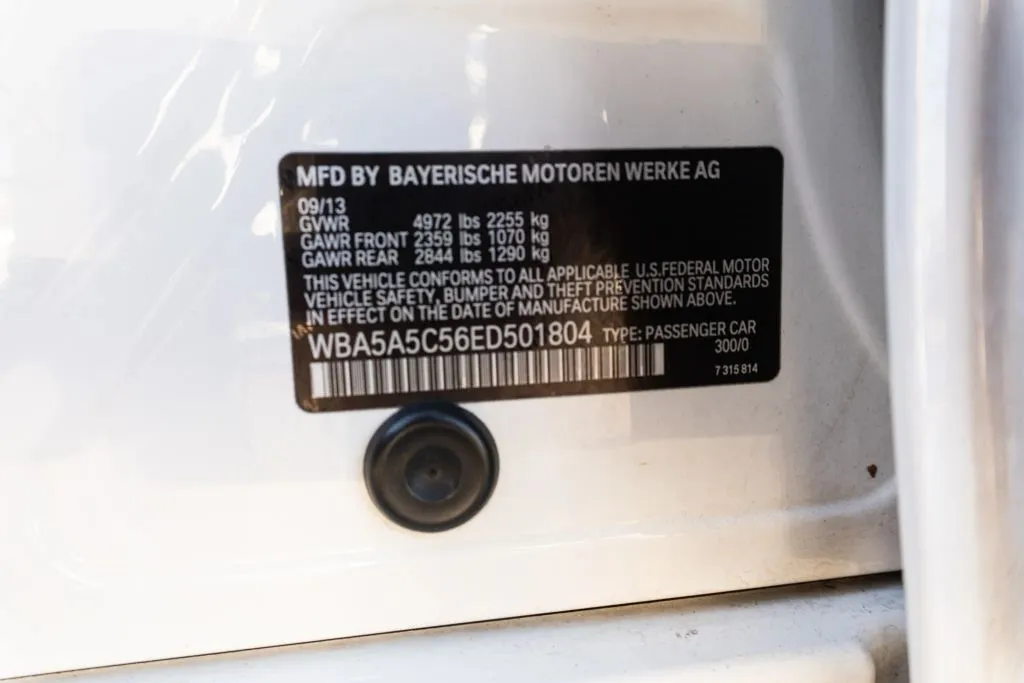 MFD BY BAYERISCHE MOTOREN WERKE AG
09/13
GVWR 4972 lbs 2255 kg
GAWR FRONT 2359 lbs 1070 kg
GAWR REAR 2844 lbs 1290 kg
THIS VEHICLE CONFORMS TO ALL APPLICABLE U.S.FEDERAL MOTOR
VEHICLE SAFETY, BUMPER AND THEFT PREVENTION STANDARDS
IN EFFECT ON THE DATE OF MANUFACTURE SHOWN ABOVE.
WBA5A5C56ED501804 TYPE: PASSENGER CAR
300/0
7 315 814